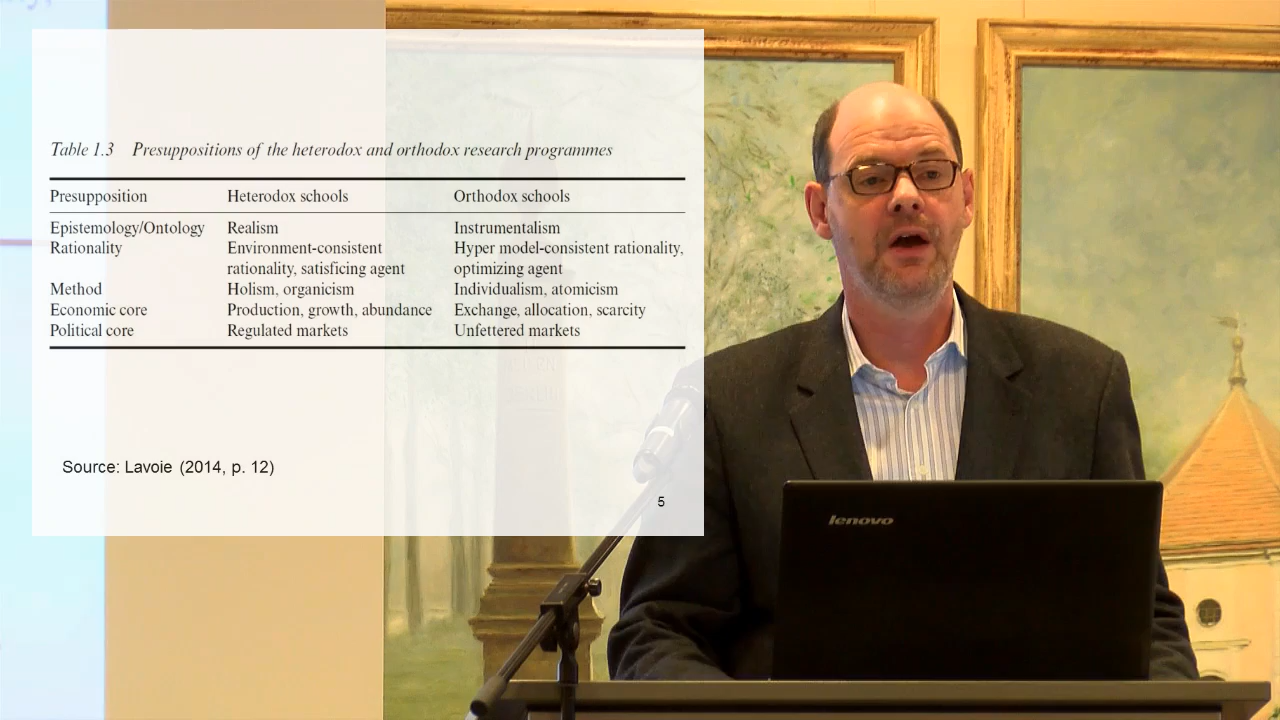 Table 1.3 Presuppositions of the heterodox and orthodox research programmes
Presupposition Heterodox schools Orthodox schools
Epistemology/Ontology Realism Instrumentalism
Rationality Environment-consistent Hyper model-consistent rationality,
rationality, satisficing agent optimizing agent
Method Holism, organicism Individualism, atomicism
Economic core Production, growth, abundance Exchange, allocation, scarcity
Political core Regulated markets Unfettered markets
Source: Lavoie (2014, p. 12)
5
lenovo